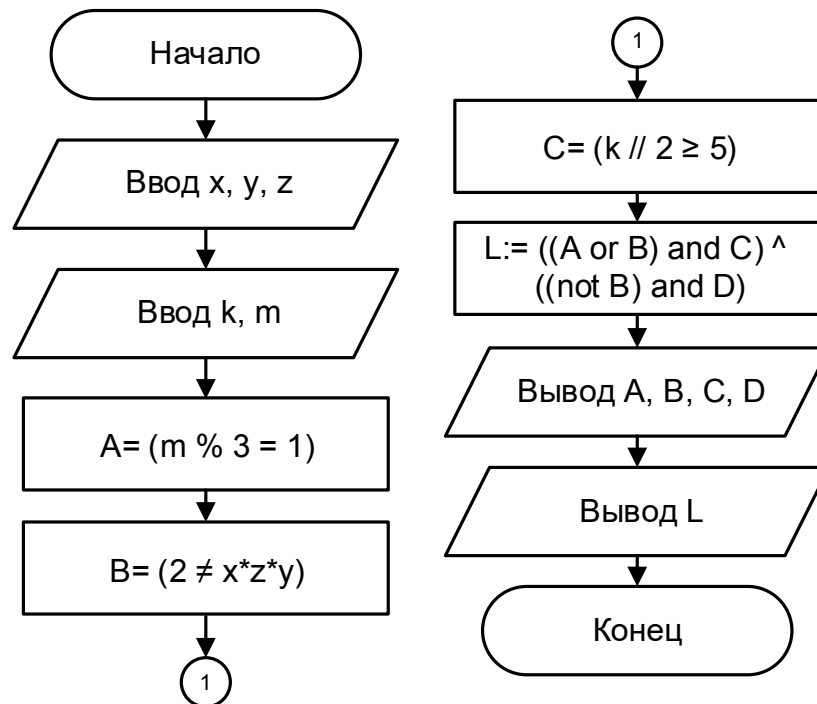 Начало
Ввод x, y, z
Ввод k, m
A= (m % 3 = 1)
B= (2 ≠ x*z*y)
1
1
C= (k // 2 ≥ 5)
L:= ((A or B) and C) ^
((not B) and D)
Вывод A, B, C, D
Вывод L
Конец